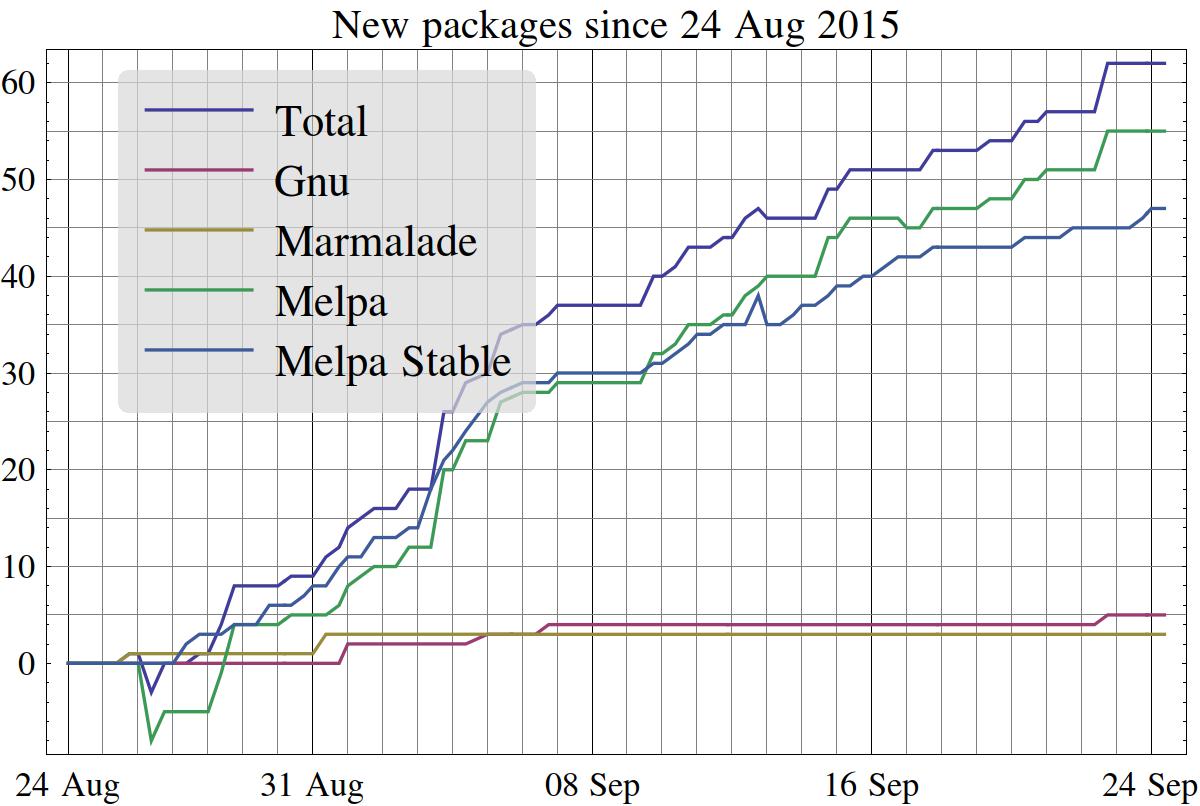 New packages since 24 Aug 2015
60
50
40
30
20
10
0
Total
Gnu
Marmalade
Melpa
Melpa Stable
24 Aug
31 Aug
08 Sep
16 Sep
24 Sep